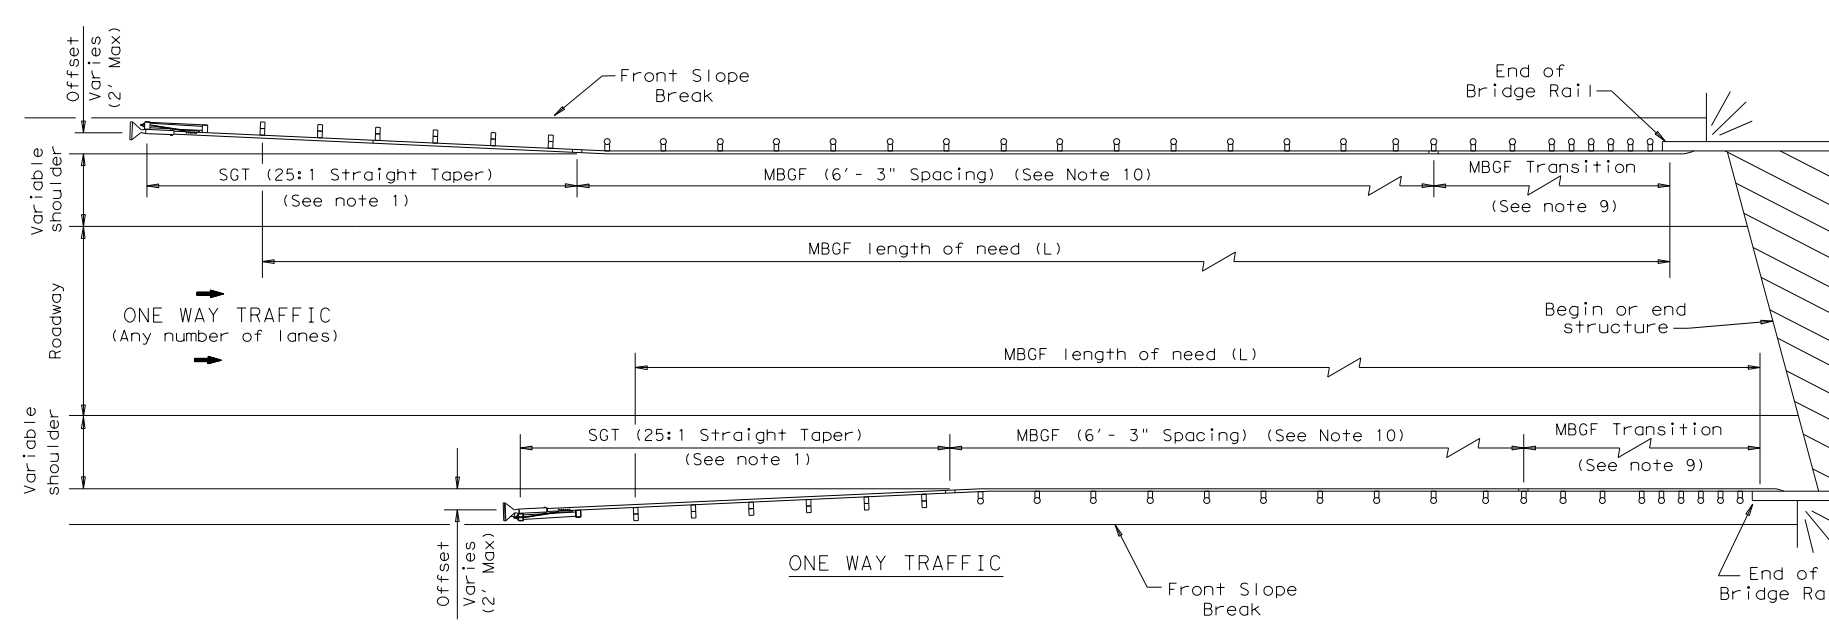 Offset
Varies
(2' Max)
Front Slope
Break
End of
Bridge Rail
Variable
shoulder
SGT (25:1 Straight Taper)
(See note 1)
MBGF (6'- 3" Spacing) (See Note 10)
MBGF Transition
(See note 9)
MBGF length of need (L)
Roadway
ONE WAY TRAFFIC
(Any number of lanes)
Begin or end
structure
MBGF length of need (L)
Variable
shoulder
SGT (25:1 Straight Taper)
(See note 1)
MBGF (6'- 3" Spacing) (See Note 10)
MBGF Transition
(See note 9)
Offset
Varies
(2' Max)
ONE WAY TRAFFIC
Front Slope
Break
End of
Bridge Ra